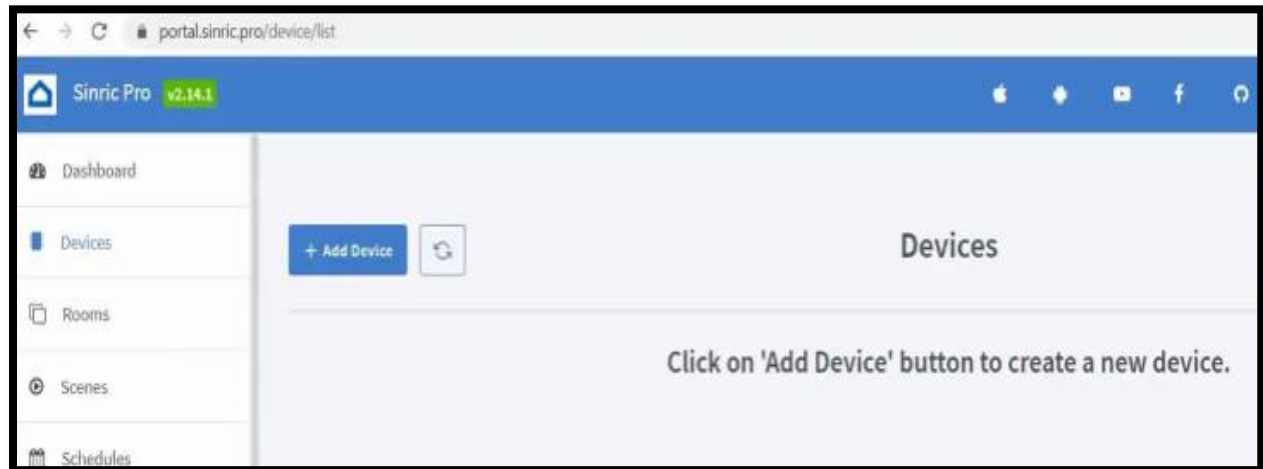 portal.sinric.pro/device/list
Sinric Pro v2.14.1
Dashboard
Devices
Rooms
Scenes
Schedules
+ Add Device
Devices
Click on 'Add Device' button to create a new device.